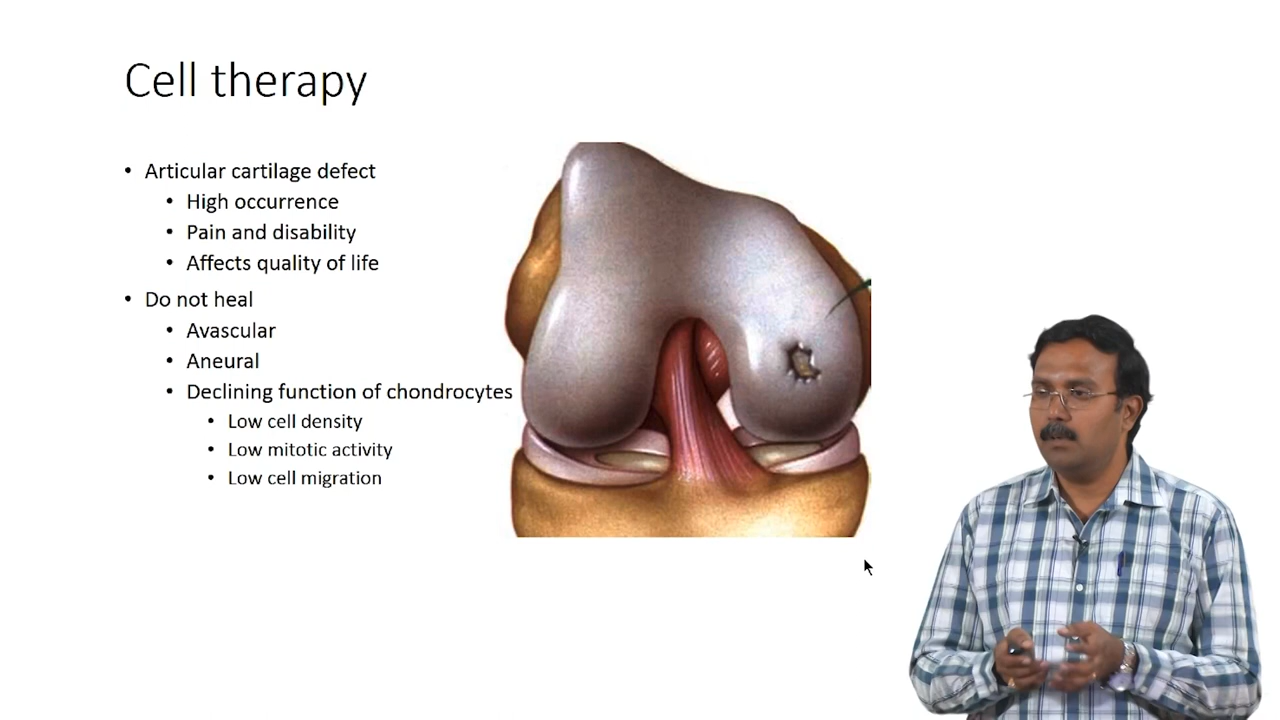 Cell therapy
• Articular cartilage defect
• High occurrence
• Pain and disability
• Affects quality of life
• Do not heal
• Avascular
• Aneural
• Declining function of chondrocytes
• Low cell density
• Low mitotic activity
• Low cell migration